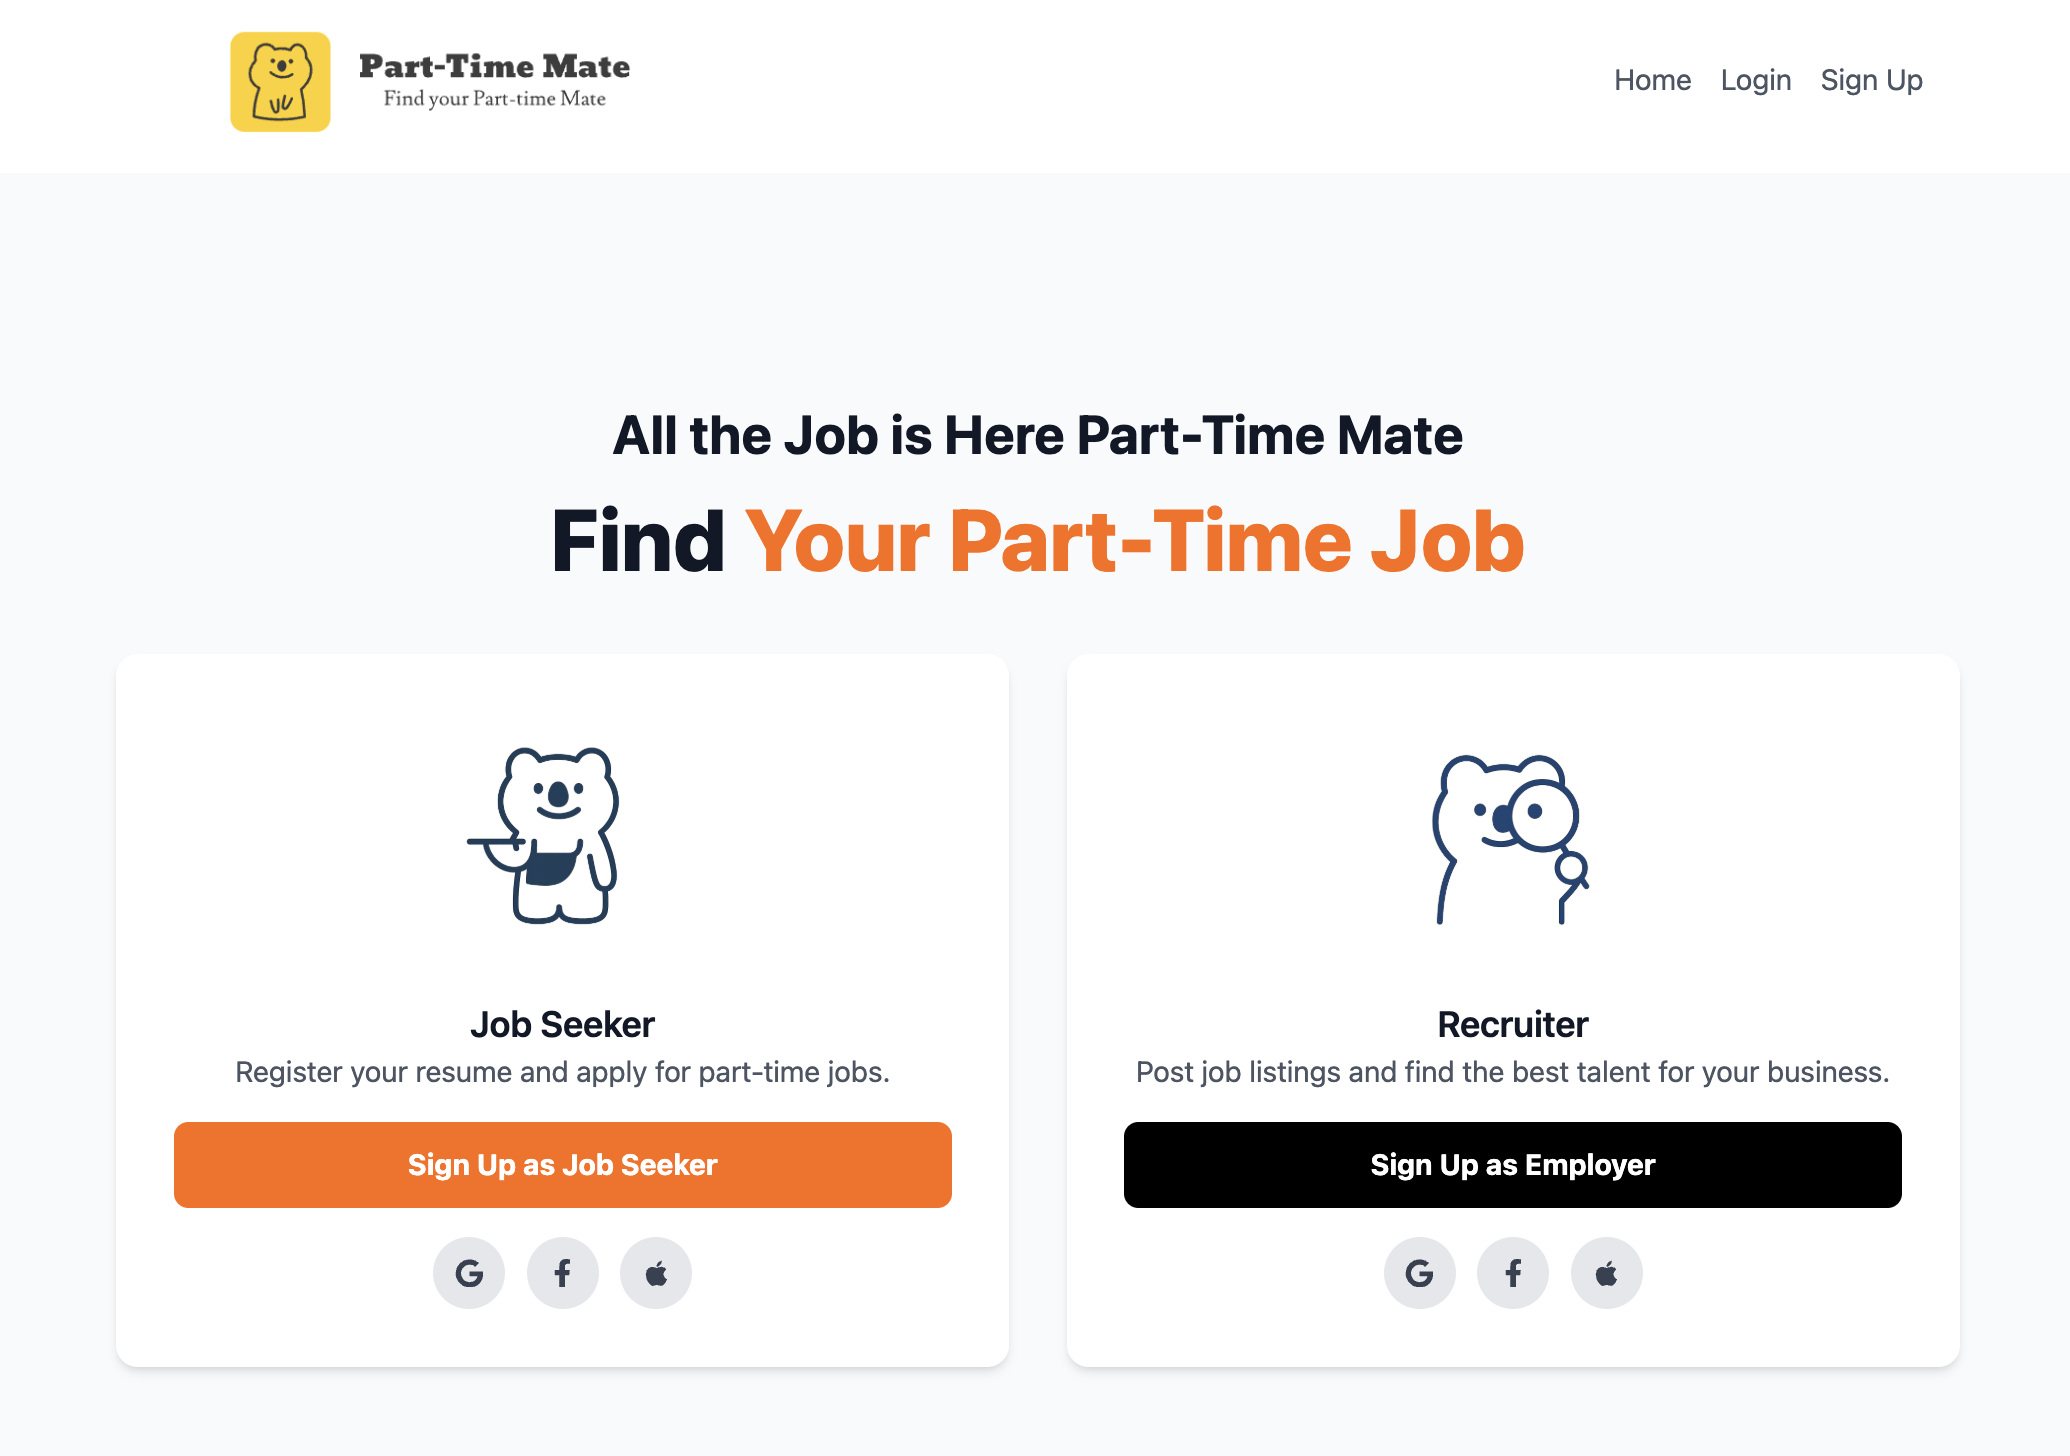 Part-Time Mate
Find your Part-time Mate
Home Login Sign Up
All the Job is Here Part-Time Mate
Find Your Part-Time Job
Job Seeker
Register your resume and apply for part-time jobs.
Sign Up as Job Seeker
Recruiter
Post job listings and find the best talent for your business.
Sign Up as Employer